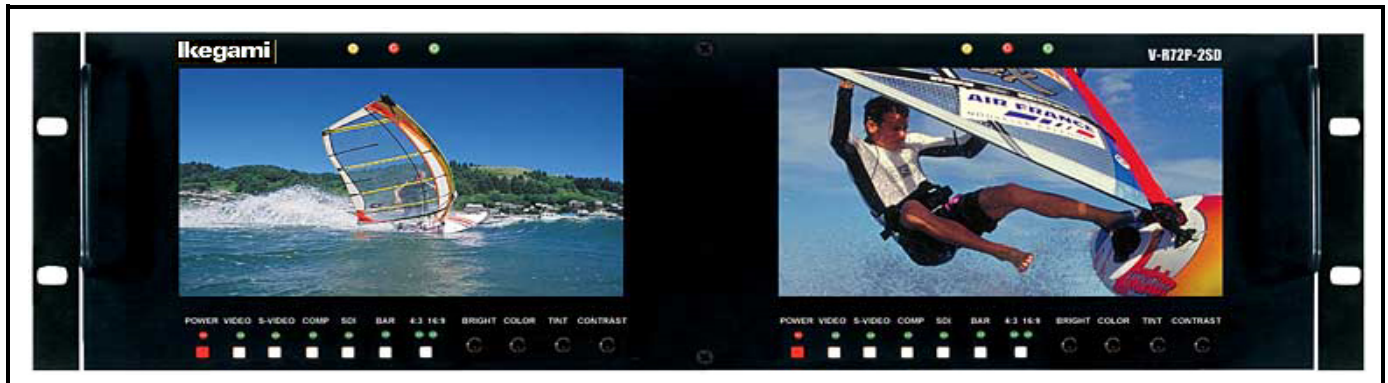 Ikegami
V-R72P-2SD
AIR FRANCE
POWER VIDEO S-VIDEO COMP SDI BAR 4:3 16:9 BRIGHT COLOR TINT CONTRAST
POWER VIDEO S-VIDEO COMP SDI BAR 4:3 16:9 BRIGHT COLOR TINT CONTRAST